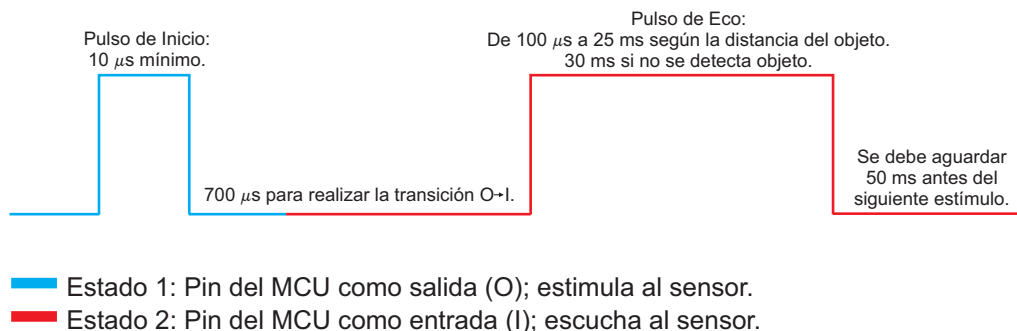 Pulso de Inicio:
10 μs mínimo.
Pulso de Eco:
De 100 μs a 25 ms según la distancia del objeto.
30 ms si no se detecta objeto.
700 μs para realizar la transición O→I.
Se debe aguardar
50 ms antes del
siguiente estímulo.
Estado 1: Pin del MCU como salida (O); estimula al sensor.
Estado 2: Pin del MCU como entrada (I); escucha al sensor.